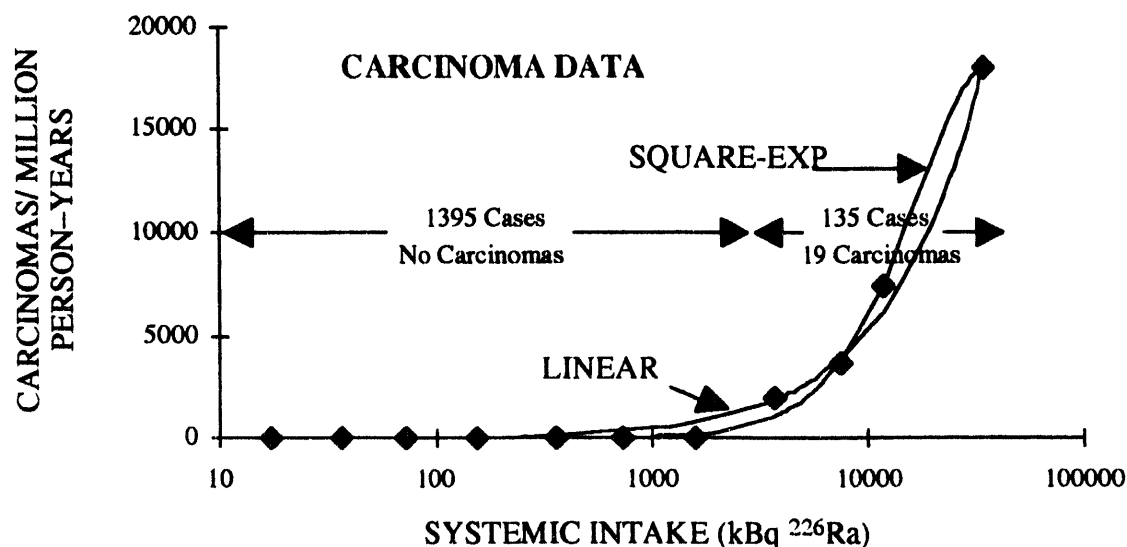 CARCINOMAS/ MILLION
PERSON–YEARS
20000
15000
10000
5000
0
CARCINOMA DATA
SQUARE-EXP
1395 Cases
No Carcinomas
135 Cases
19 Carcinomas
LINEAR
10
100
1000
10000
100000
SYSTEMIC INTAKE (kBq ²²⁶Ra)